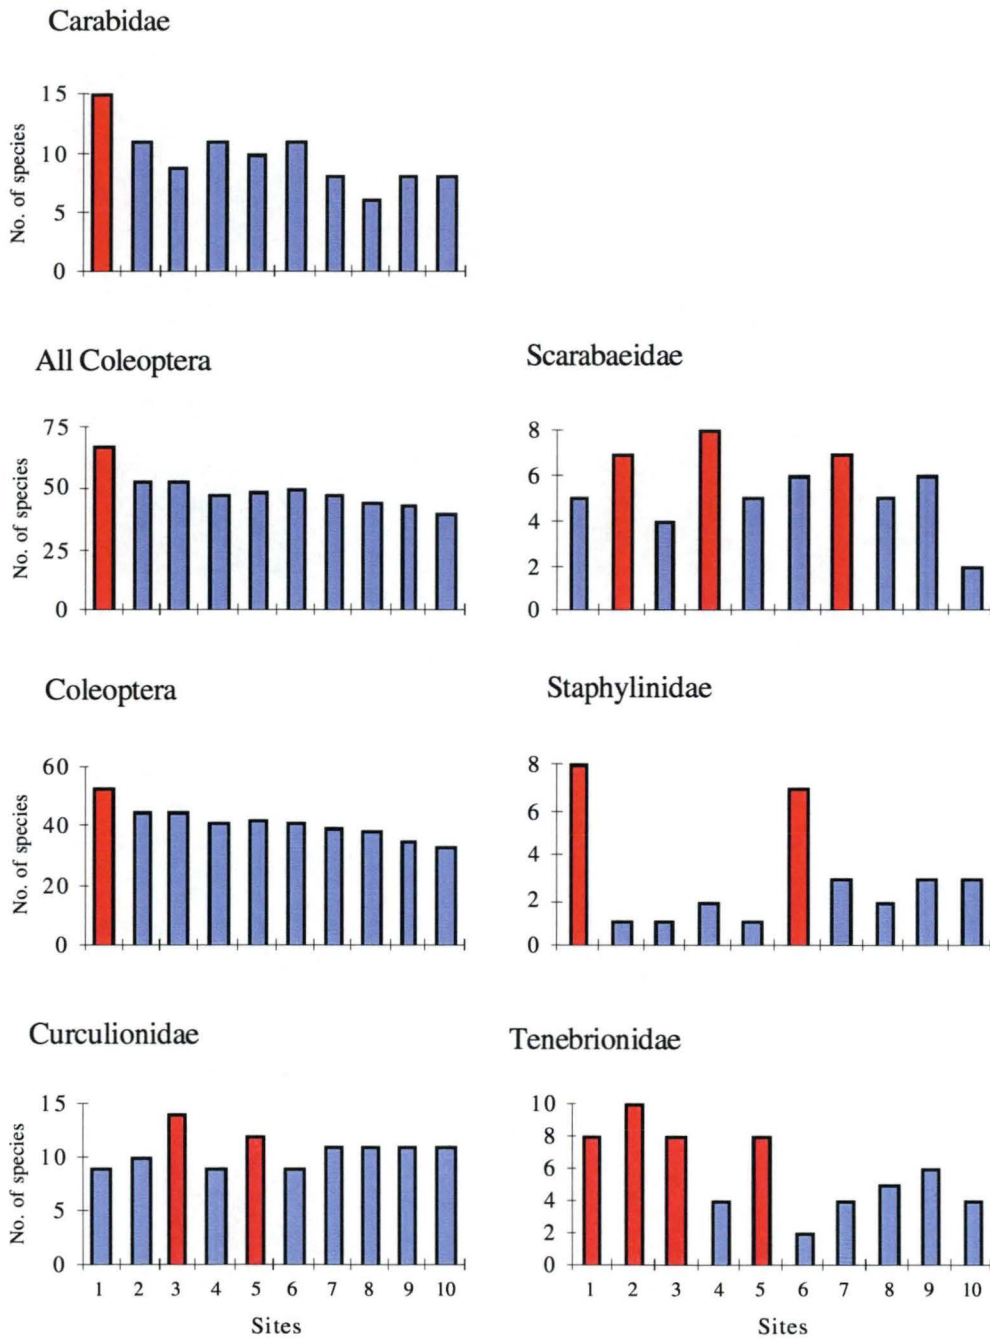 Carabidae
No. of species
15
10
5
0
All Coleoptera
No. of species
75
50
25
0
Scarabaeidae
8
6
4
2
0
Coleoptera
No. of species
60
40
20
0
Staphylinidae
8
6
4
2
0
Curculionidae
No. of species
15
10
5
0
1 2 3 4 5 6 7 8 9 10
Sites
Tenebrionidae
10
8
6
4
2
0
1 2 3 4 5 6 7 8 9 10
Sites